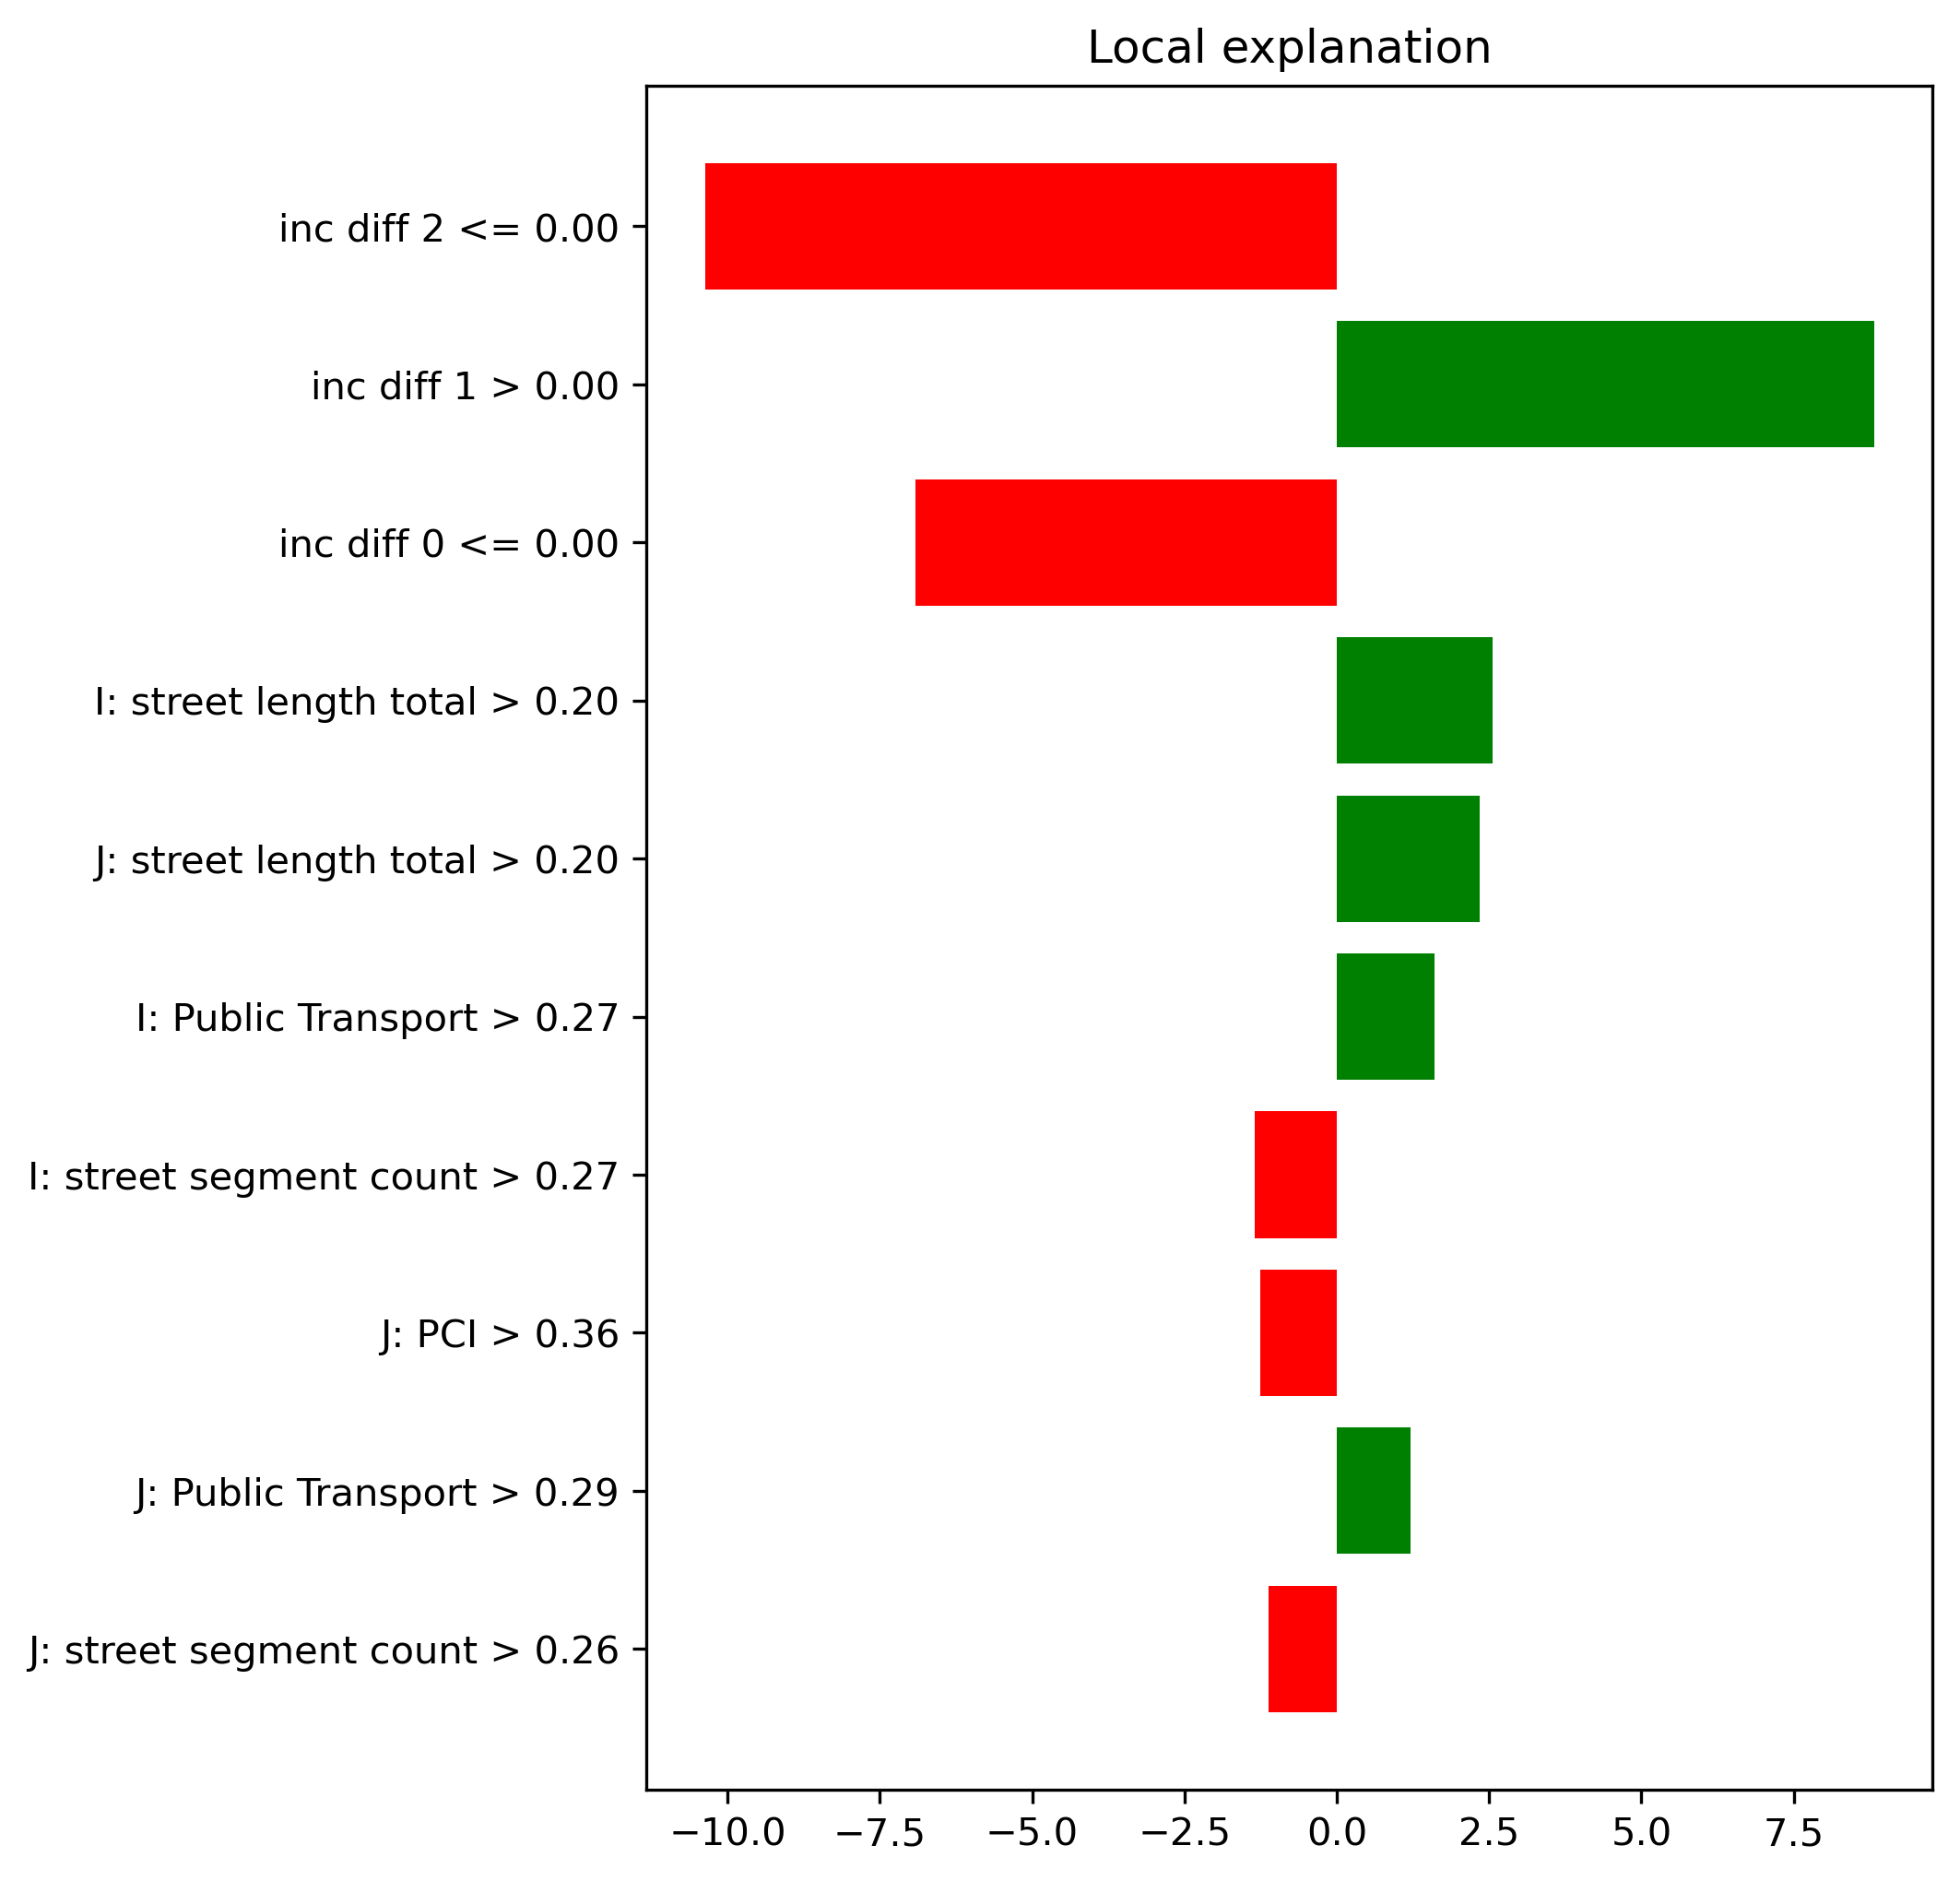 Local explanation
inc diff 2 <= 0.00
inc diff 1 > 0.00
inc diff 0 <= 0.00
I: street length total > 0.20
J: street length total > 0.20
I: Public Transport > 0.27
I: street segment count > 0.27
J: PCI > 0.36
J: Public Transport > 0.29
J: street segment count > 0.26
−10.0 −7.5 −5.0 −2.5 0.0 2.5 5.0 7.5